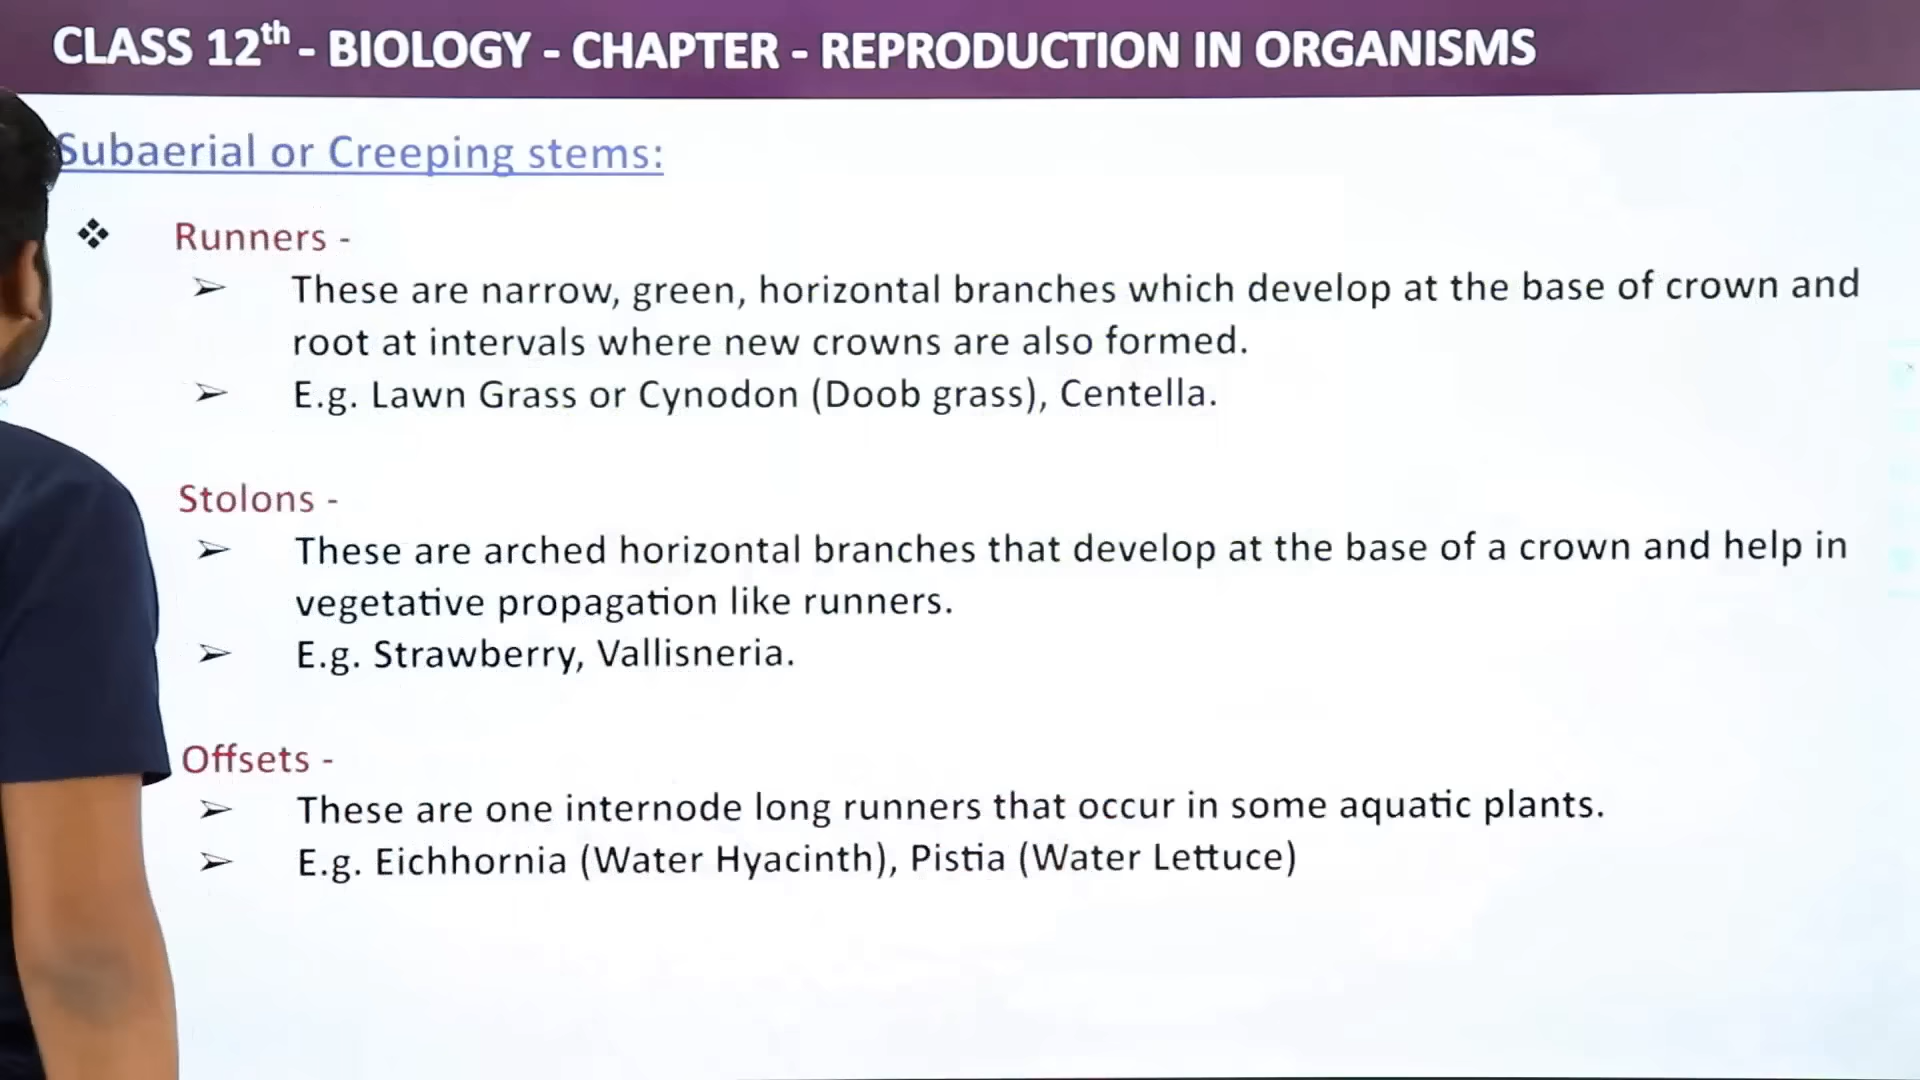 CLASS 12th - BIOLOGY - CHAPTER - REPRODUCTION IN ORGANISMS
Subaerial or Creeping stems:
❖ Runners -
➢ These are narrow, green, horizontal branches which develop at the base of crown and
root at intervals where new crowns are also formed.
➢ E.g. Lawn Grass or Cynodon (Doob grass), Centella.
Stolons -
➢ These are arched horizontal branches that develop at the base of a crown and help in
vegetative propagation like runners.
➢ E.g. Strawberry, Vallisneria.
Offsets -
➢ These are one internode long runners that occur in some aquatic plants.
➢ E.g. Eichhornia (Water Hyacinth), Pistia (Water Lettuce)